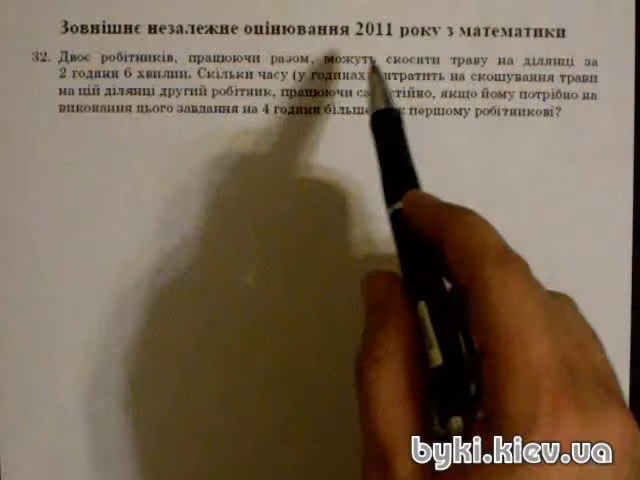 Зовнішнє незалежне оцінювання 2011 року з математики
32. Двоє робітників, працюючи разом, можуть скосити траву на ділянці за
2 години 6 хвилин. Скільки часу (у годинах) витратить на скошування трави
на цій ділянці другий робітник, працюючи самостійно, якщо йому потрібно на
виконання цього завдання на 4 години більше першому робітникові?
byki.kiev.ua